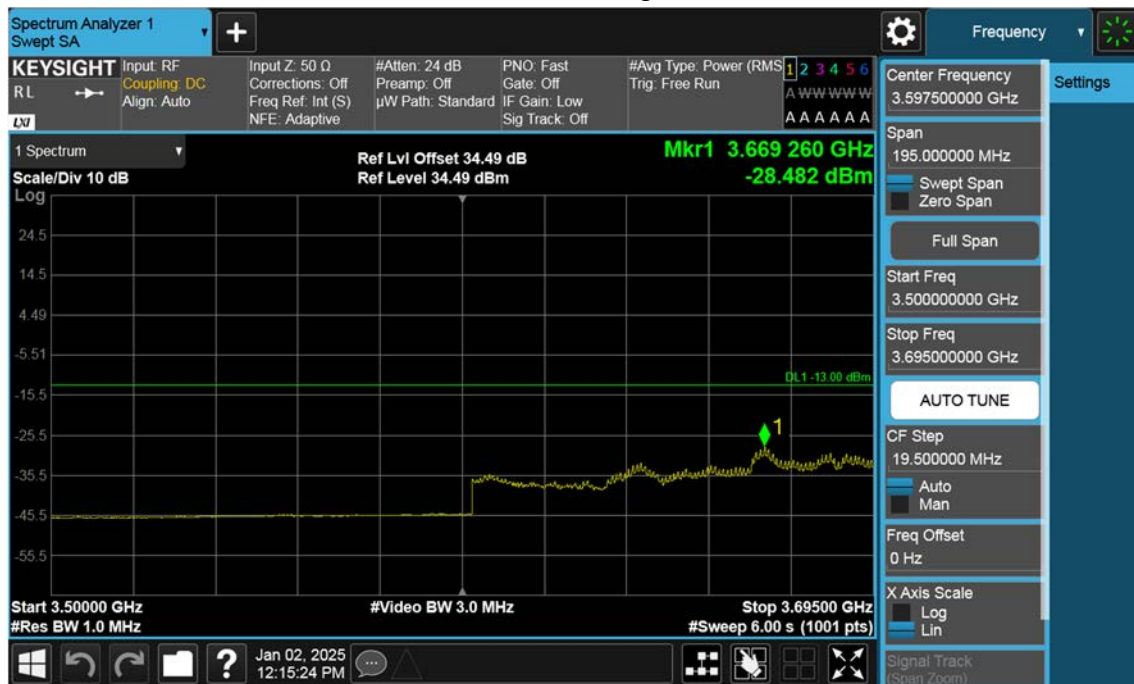 Spectrum Analyzer 1
Swept SA
+
Frequency
KEYSIGHT
RL
LXI
Input: RF
Coupling: DC
Align: Auto
Input Z: 50 Ω
Corrections: Off
Freq Ref: Int (S)
NFE: Adaptive
#Atten: 24 dB
Preamp: Off
µW Path: Standard
PNO: Fast
Gate: Off
IF Gain: Low
Sig Track: Off
#Avg Type: Power (RMS
Trig: Free Run
1 2 3 4 5 6
A W W W W W
A A A A A A
1 Spectrum
Scale/Div 10 dB
Ref Lvl Offset 34.49 dB
Ref Level 34.49 dBm
Mkr1 3.669 260 GHz
-28.482 dBm
Log
24.5
14.5
4.49
-5.51
DL1 -13.00 dBm
-15.5
-25.5
1
-35.5
-45.5
-55.5
Start 3.50000 GHz
#Res BW 1.0 MHz
#Video BW 3.0 MHz
Stop 3.69500 GHz
#Sweep 6.00 s (1001 pts)
?
Jan 02, 2025
12:15:24 PM
Center Frequency
3.597500000 GHz
Span
195.000000 MHz
Swept Span
Zero Span
Full Span
Start Freq
3.500000000 GHz
Stop Freq
3.695000000 GHz
AUTO TUNE
CF Step
19.500000 MHz
Auto
Man
Freq Offset
0 Hz
X Axis Scale
Log
Lin
Signal Track
(Span Zoom)
Settings